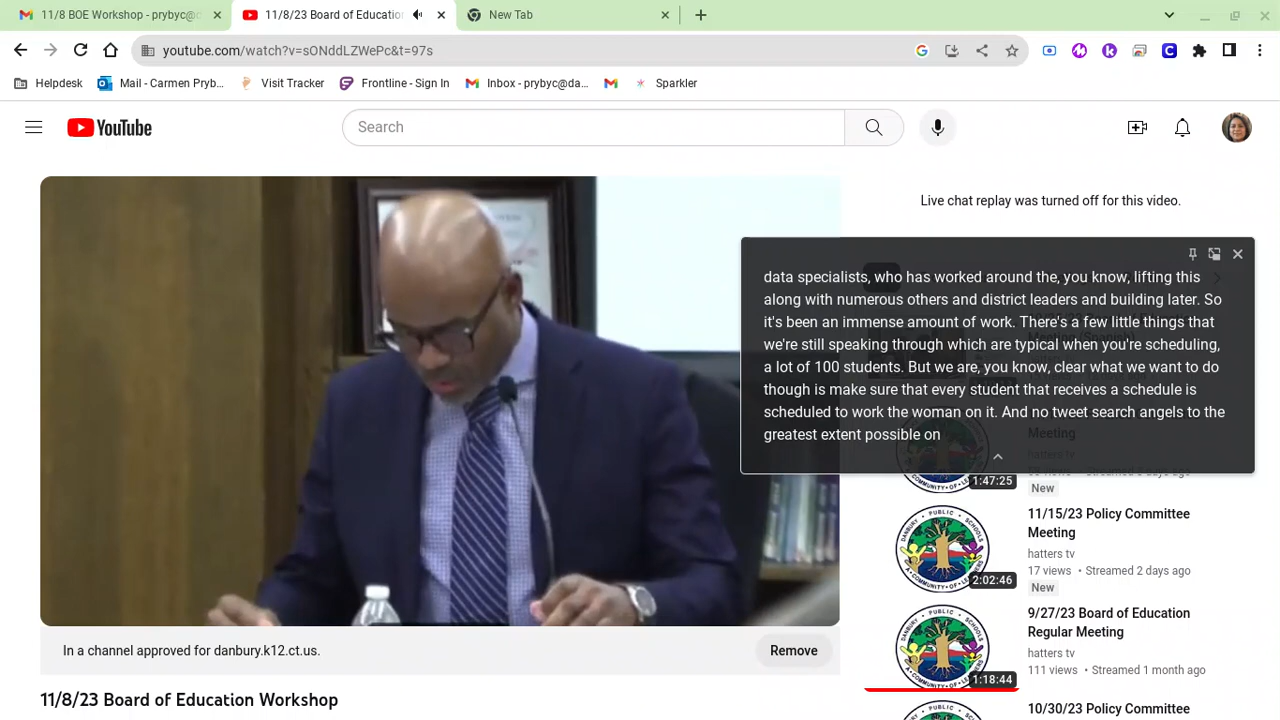 11/8 BOE Workshop - prybyc@
11/8/23 Board of Education
New Tab
youtube.com/watch?v=sONddLZWePc&t=97s
Helpdesk
Mail - Carmen Pryb...
Visit Tracker
Frontline - Sign In
Inbox - prybyc@da...
Sparkler
YouTube
Search
Live chat replay was turned off for this video.
data specialists, who has worked around the, you know, lifting this
along with numerous others and district leaders and building later. So
it's been an immense amount of work. There's a few little things that
we're still speaking through which are typical when you're scheduling,
a lot of 100 students. But we are, you know, clear what we want to do
though is make sure that every student that receives a schedule is
scheduled to work the woman on it. And no tweet search angels to the
greatest extent possible on
Meeting
hatters tv
1:47:25
New
11/15/23 Policy Committee
Meeting
hatters tv
17 views • Streamed 2 days ago
2:02:46
New
9/27/23 Board of Education
Regular Meeting
hatters tv
111 views • Streamed 1 month ago
1:18:44
10/30/23 Policy Committee
In a channel approved for danbury.k12.ct.us.
Remove
11/8/23 Board of Education Workshop